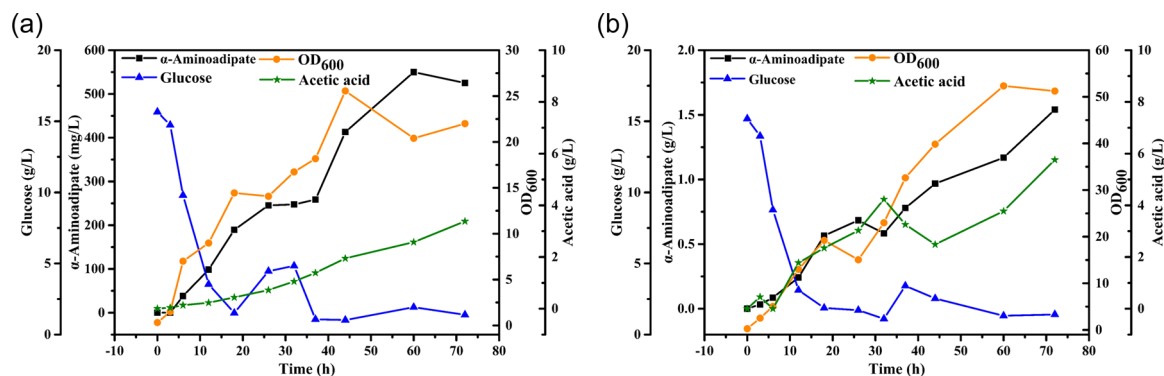 (a)
20
15
10
5
0
Glucose (g/L)
600
500
400
300
200
100
0
α-Aminoadipate (mg/L)
α-Aminoadipate
Glucose
OD600
Acetic acid
30
25
20
15
10
5
0
OD600
10
8
6
4
2
0
Acetic acid (g/L)
-10 0 10 20 30 40 50 60 70 80
Time (h)
(b)
20
15
10
5
0
Glucose (g/L)
2.0
1.5
1.0
0.5
0.0
α-Aminoadipate (g/L)
α-Aminoadipate
Glucose
OD600
Acetic acid
60
50
40
30
20
10
0
OD600
10
8
6
4
2
0
Acetic acid (g/L)
-10 0 10 20 30 40 50 60 70 80
Time (h)